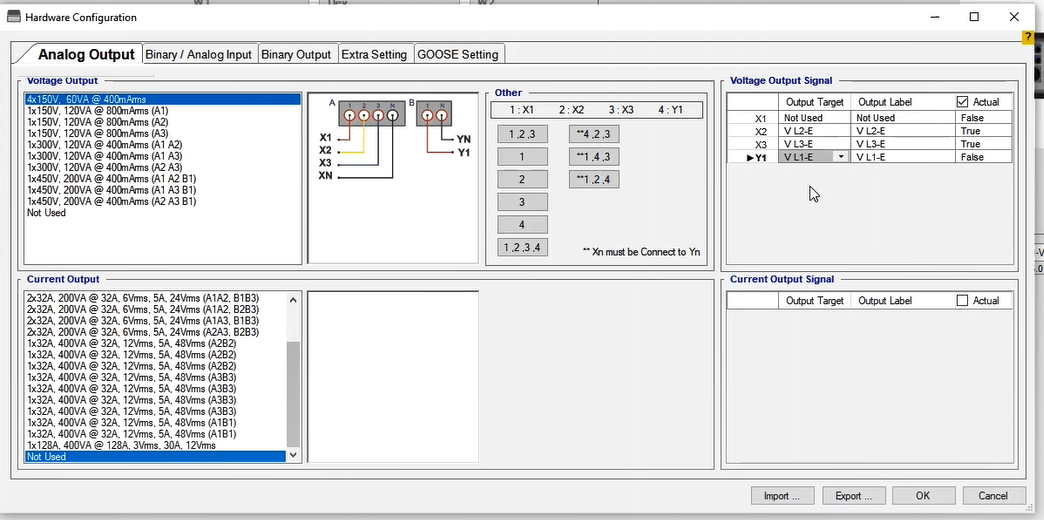 W1
Dex
W2
Hardware Configuration
?
Analog Output
Binary / Analog Input
Binary Output
Extra Setting
GOOSE Setting
Voltage Output
4x150V, 60VA @ 400mArms
1x150V, 120VA @ 800mArms (A1)
1x150V, 120VA @ 800mArms (A2)
1x150V, 120VA @ 800mArms (A3)
1x300V, 120VA @ 400mArms (A1 A2)
1x300V, 120VA @ 400mArms (A1 A3)
1x300V, 120VA @ 400mArms (A2 A3)
1x450V, 200VA @ 400mArms (A1 A2 B1)
1x450V, 200VA @ 400mArms (A1 A3 B1)
1x450V, 200VA @ 400mArms (A2 A3 B1)
Not Used
A
1 2 3 N
B
1 N
X1
X2
X3
XN
YN
Y1
Other
1 : X1 2 : X2 3 : X3 4 : Y1
1 ,2 ,3
**4 ,2 ,3
1
**1 ,4 ,3
2
**1 ,2 ,4
3
4
1 ,2 ,3 ,4
** Xn must be Connect to Yn
Voltage Output Signal
Output Target Output Label Actual
X1 Not Used Not Used False
X2 V L2-E V L2-E True
X3 V L3-E V L3-E True
Y1 V L1-E V L1-E False
Current Output
2x32A, 200VA @ 32A, 6Vrms, 5A, 24Vrms (A1A2, B1B3)
2x32A, 200VA @ 32A, 6Vrms, 5A, 24Vrms (A1A2, B2B3)
2x32A, 200VA @ 32A, 6Vrms, 5A, 24Vrms (A1A3, B1B3)
2x32A, 200VA @ 32A, 6Vrms, 5A, 24Vrms (A2A3, B2B3)
1x32A, 400VA @ 32A, 12Vrms, 5A, 48Vrms (A2B2)
1x32A, 400VA @ 32A, 12Vrms, 5A, 48Vrms (A2B2)
1x32A, 400VA @ 32A, 12Vrms, 5A, 48Vrms (A2B2)
1x32A, 400VA @ 32A, 12Vrms, 5A, 48Vrms (A3B3)
1x32A, 400VA @ 32A, 12Vrms, 5A, 48Vrms (A3B3)
1x32A, 400VA @ 32A, 12Vrms, 5A, 48Vrms (A3B3)
1x32A, 400VA @ 32A, 12Vrms, 5A, 48Vrms (A3B3)
1x32A, 400VA @ 32A, 12Vrms, 5A, 48Vrms (A1B1)
1x32A, 400VA @ 32A, 12Vrms, 5A, 48Vrms (A1B1)
1x128A, 400VA @ 128A, 3Vrms, 30A, 12Vrms
Not Used
Current Output Signal
Output Target Output Label Actual
Import ...
Export ...
OK
Cancel